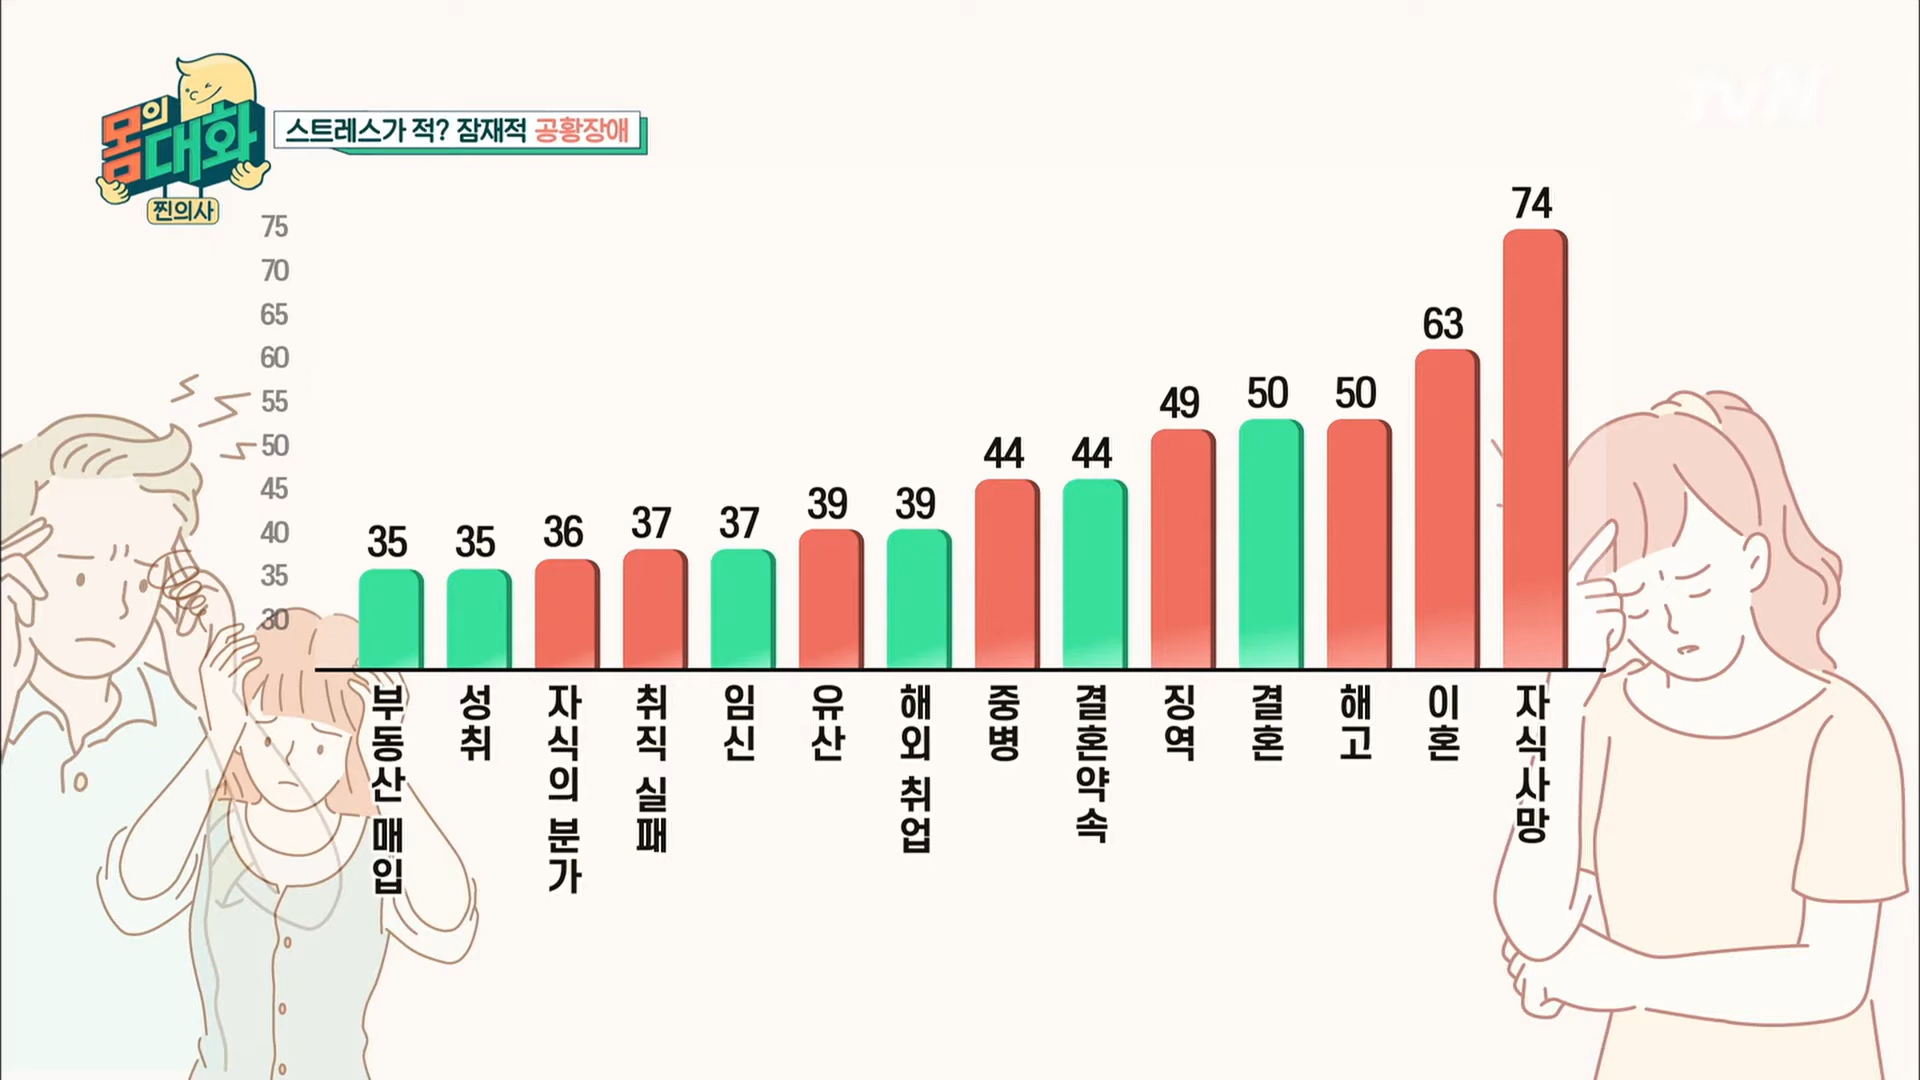 tvN
몸의
대화
찐의사
스트레스가 적? 잠재적 공황장애
75
70
65
60
55
50
45
40
35
30
35
35
36
37
37
39
39
44
44
49
50
50
63
74
부동산 매입
성취
자식의 분가
취직 실패
임신
유산
해외 취업
중병
결혼약속
징역
결혼
해고
이혼
자식사망